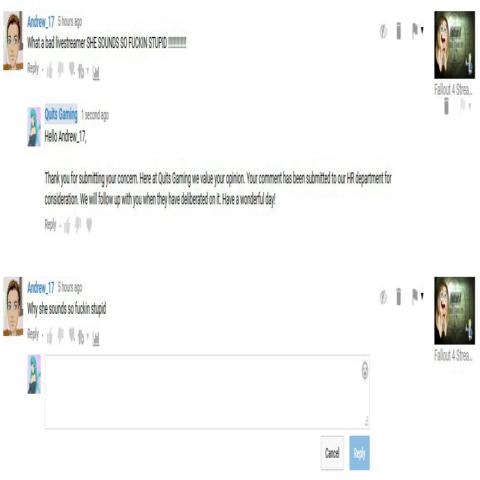 Andrew_17 5 hours ago
What a bad livestreamer SHE SOUNDS SO FUCKIN STUPID !!!!!!!!!!!!
Reply
Fallout 4 Strea...
Quits Gaming 1 second ago
Hello Andrew_17,
Thank you for submitting your concern. Here at Quits Gaming we value your opinion. Your comment has been submitted to our HR department for
consideration. We will follow up with you when they have deliberated on it. Have a wonderful day!
Reply
Andrew_17 5 hours ago
Why she sounds so fuckin stupid
Reply
Fallout 4 Strea...
Cancel Reply